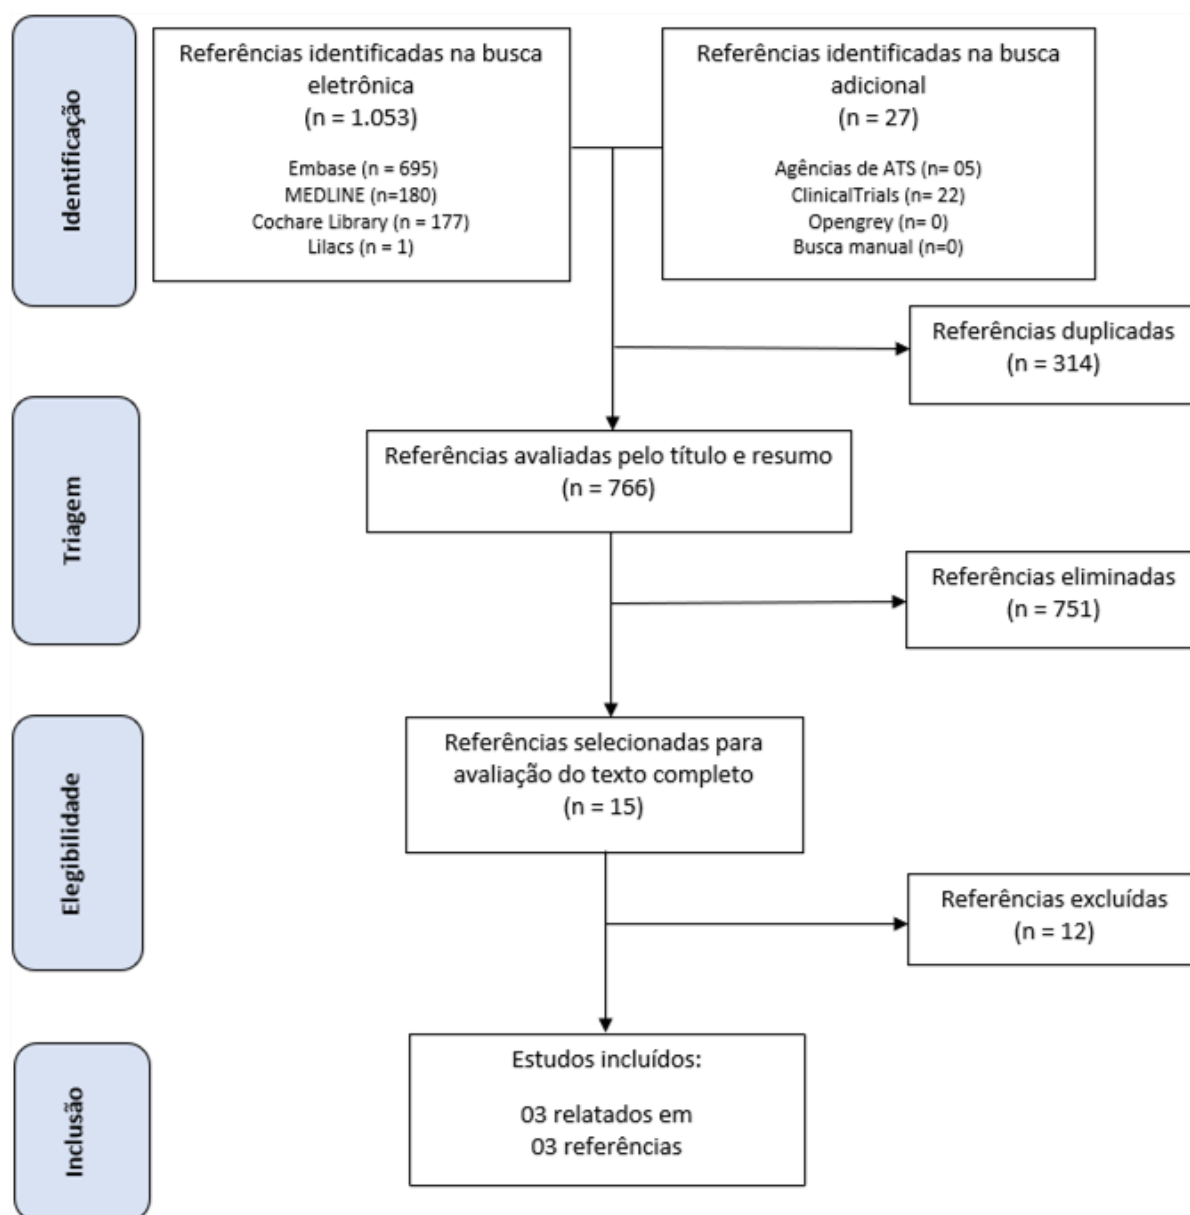 Identificação
Referências identificadas na busca
eletrônica
(n = 1.053)
Embase (n = 695)
MEDLINE (n=180)
Cochare Library (n = 177)
Lilacs (n = 1)
Referências identificadas na busca
adicional
(n = 27)
Agências de ATS (n= 05)
ClinicalTrials (n= 22)
Opengrey (n= 0)
Busca manual (n=0)
Referências duplicadas
(n = 314)
Triagem
Referências avaliadas pelo título e resumo
(n = 766)
Referências eliminadas
(n = 751)
Elegibilidade
Referências selecionadas para
avaliação do texto completo
(n = 15)
Referências excluídas
(n = 12)
Inclusão
Estudos incluídos:
03 relatados em
03 referências